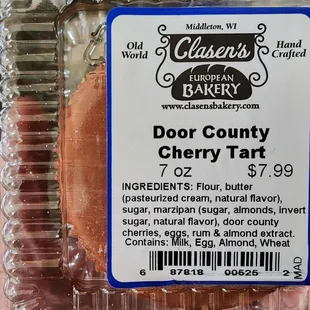 Middleton, WI
Old World
Clasen's
Hand Crafted
EUROPEAN
BAKERY
www.clasensbakery.com
Door County
Cherry Tart
7 oz $7.99
INGREDIENTS: Flour, butter
(pasteurized cream, natural flavor),
sugar, marzipan (sugar, almonds, invert
sugar, natural flavor), door county
cherries, eggs, rum & almond extract.
Contains: Milk, Egg, Almond, Wheat
6 87818 00525 2
MAD